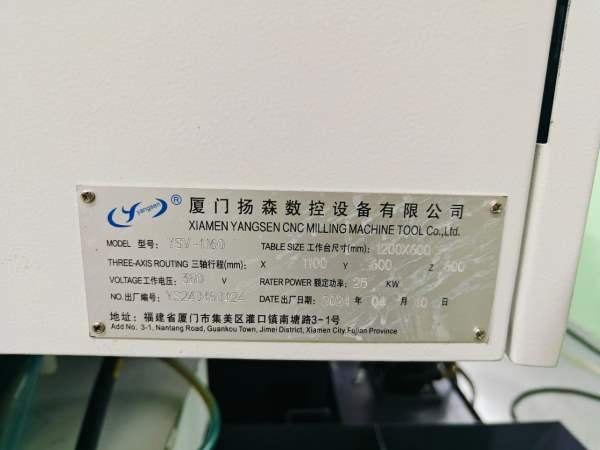 yangsen ®
厦门扬森数控设备有限公司
XIAMEN YANGSEN CNC MILLING MACHINE TOOL Co.,Ltd.
MODEL 型号: YSV-1160 TABLE SIZE 工作台尺寸(mm): 1200X600
THREE-AXIS ROUTING 三轴行程(mm): X 1100 Y 600 Z 600
VOLTAGE工作电压: 380 V RATER POWER 额定功率: 25 KW
NO.出厂编号: DATE 出厂日期: 2024 年 04 月 10 日
地址: 福建省厦门市集美区灌口镇南塘路3-1号
Add No. 3-1, Nantang Road, Guankou Town, Jimei District, Xiamen City,Fujian Province